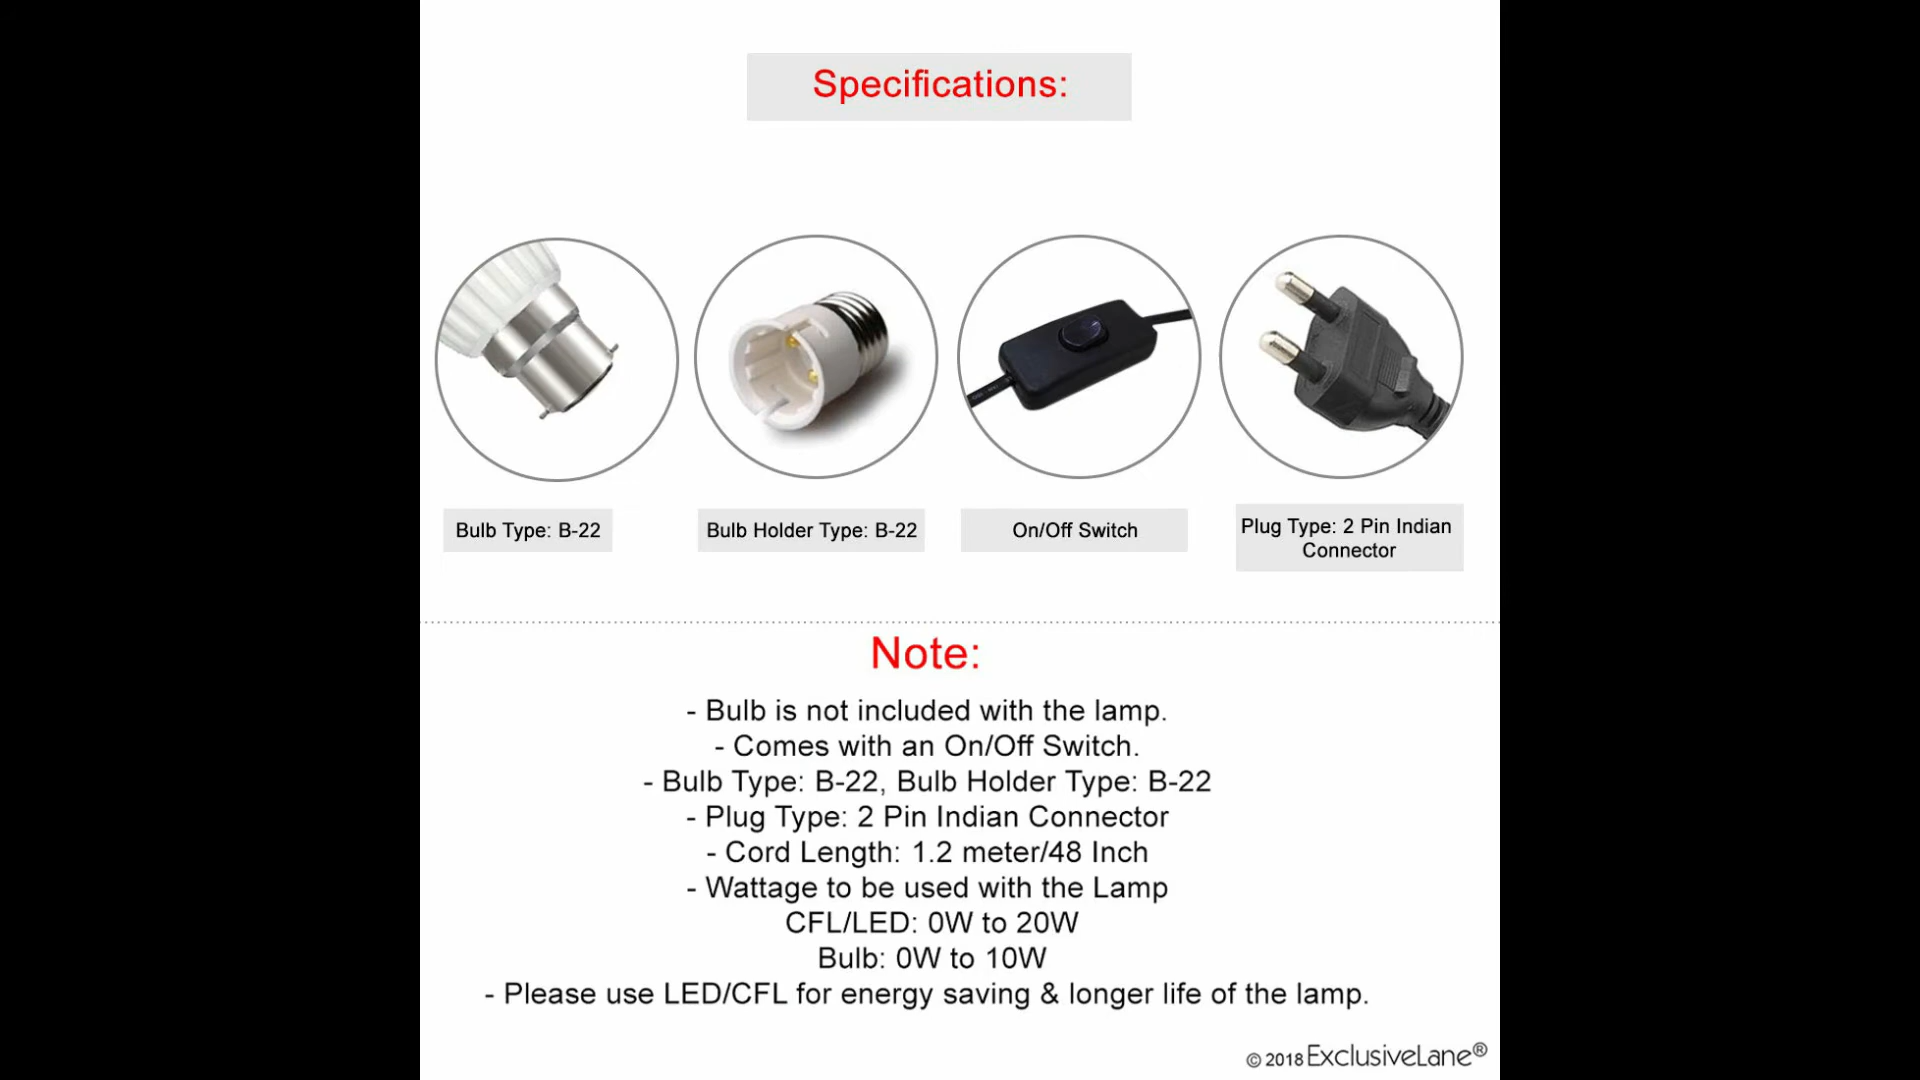 Specifications:
Bulb Type: B-22
Bulb Holder Type: B-22
On/Off Switch
Plug Type: 2 Pin Indian
Connector
Note:
- Bulb is not included with the lamp.
- Comes with an On/Off Switch.
- Bulb Type: B-22, Bulb Holder Type: B-22
- Plug Type: 2 Pin Indian Connector
- Cord Length: 1.2 meter/48 Inch
- Wattage to be used with the Lamp
CFL/LED: 0W to 20W
Bulb: 0W to 10W
- Please use LED/CFL for energy saving & longer life of the lamp.
© 2018 ExclusiveLane®